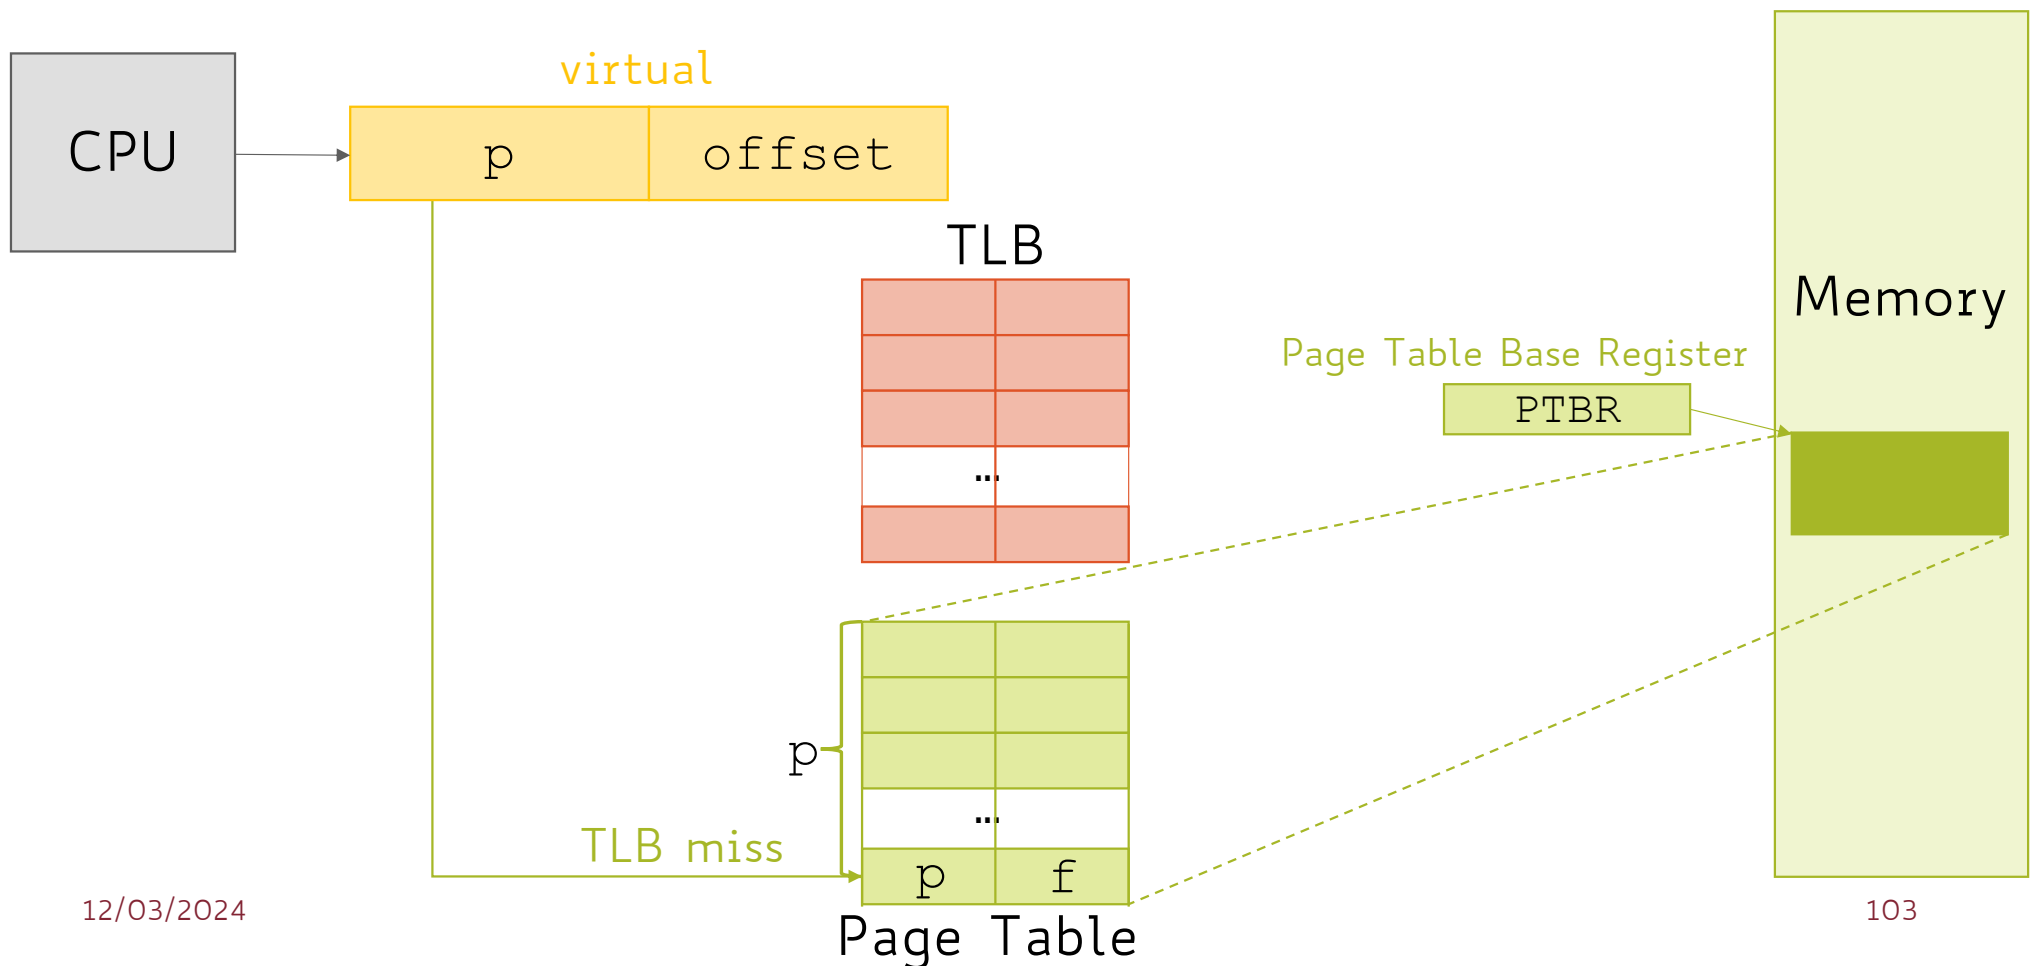 virtual
CPU
p
offset
TLB
Memory
Page Table Base Register
PTBR
…
p
…
TLB miss
p
f
12/03/2024
103
Page Table